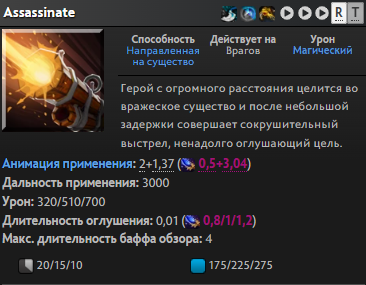 Assassinate
R T
Способность Действует на Урон
Направленная на существо Врагов Магический
Герой с огромного расстояния целится во
вражеское существо и после небольшой
задержки совершает сокрушительный
выстрел, ненадолго оглушающий цель.
Анимация применения: 2+1,37 ( 0,5+3,04)
Дальность применения: 3000
Урон: 320/510/700
Длительность оглушения: 0,01 ( 0,8/1/1,2)
Макс. длительность баффа обзора: 4
20/15/10 175/225/275